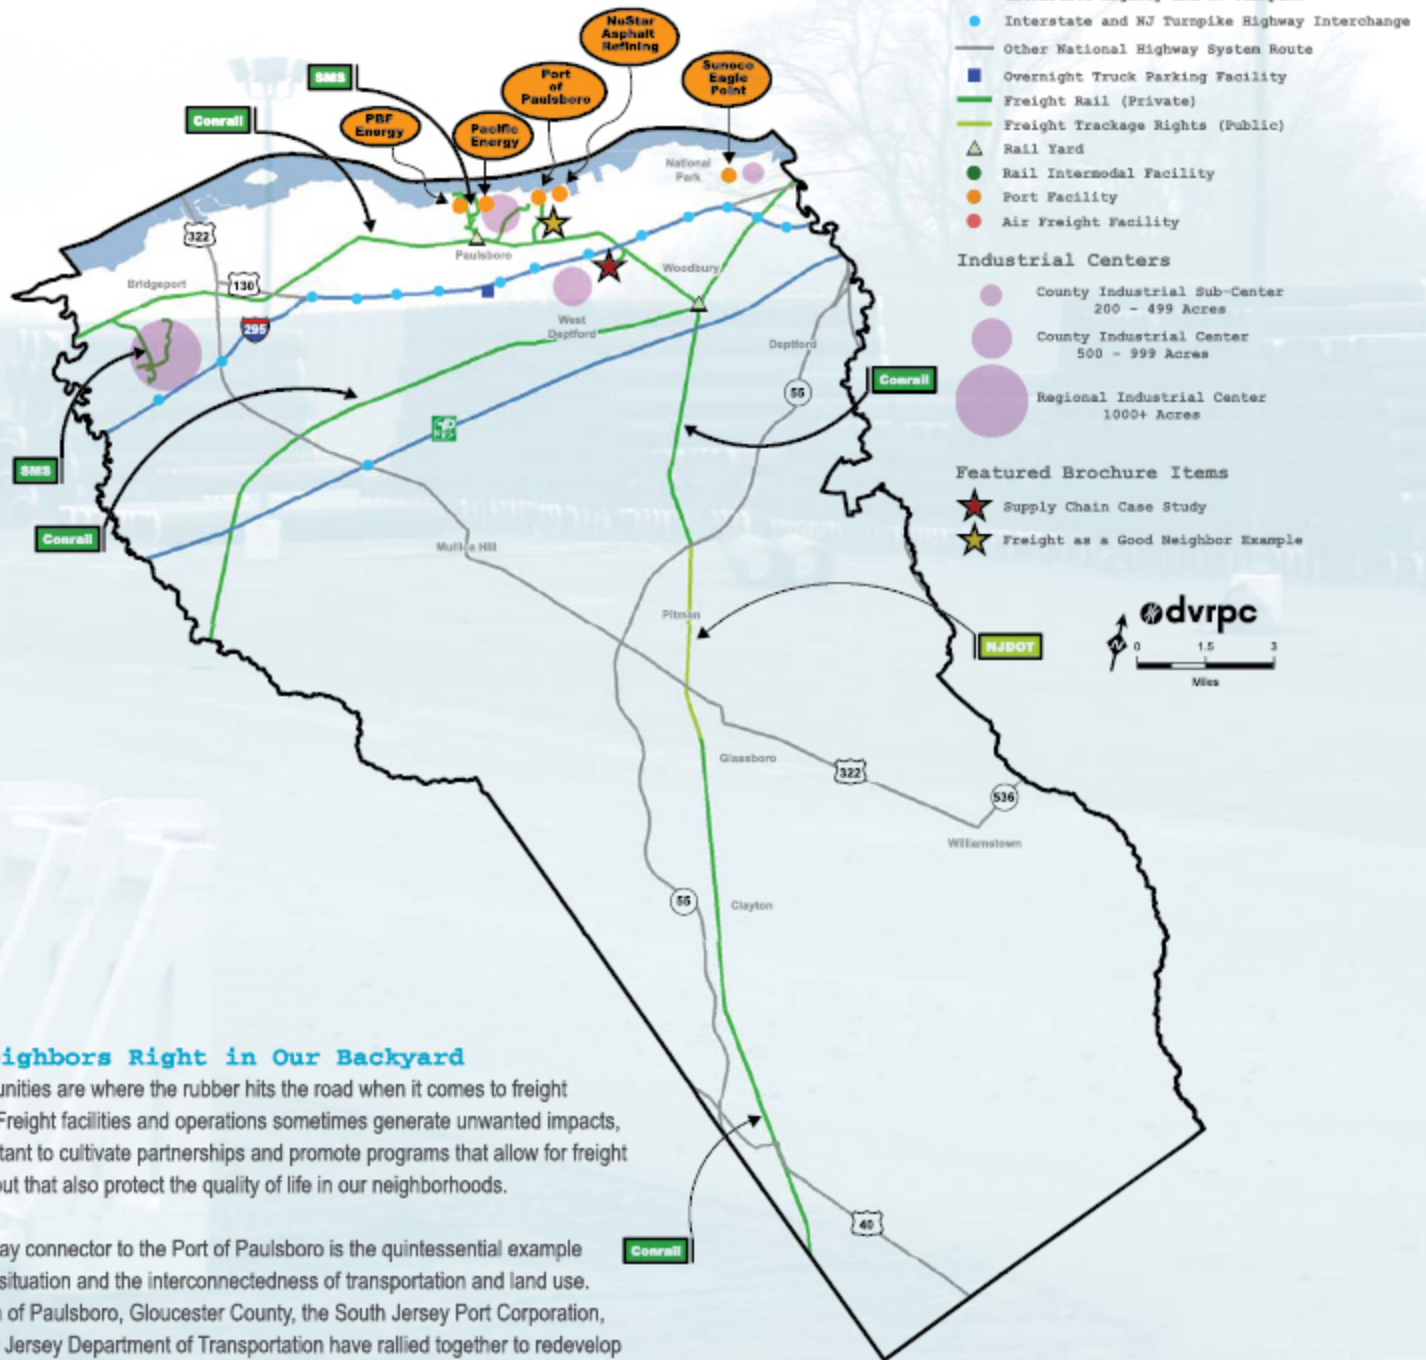 Interstate and NJ Turnpike Highway Interchange
Other National Highway System Route
Overnight Truck Parking Facility
Freight Rail (Private)
Freight Trackage Rights (Public)
Rail Yard
Rail Intermodal Facility
Port Facility
Air Freight Facility
Industrial Centers
County Industrial Sub-Center
200 - 499 Acres
County Industrial Center
500 - 999 Acres
Regional Industrial Center
1000+ Acres
Featured Brochure Items
Supply Chain Case Study
Freight as a Good Neighbor Example
dvrpc
N
0 1.5 3
Miles
NuStar
Asphalt
Refining
Sunoco
Eagle
Point
Port
of
Paulsboro
SMS
Conrail
PBF
Energy
Pacific
Energy
National
Park
322
Paulsboro
Bridgeport
130
Woodbury
295
West
Deptford
Deptford
55
Conrail
SMS
Conrail
Mullica Hill
Pitman
NJDOT
Glassboro
322
536
Williamstown
55
Clayton
40
Conrail
ighbors Right in Our Backyard
unities are where the rubber hits the road when it comes to freight
Freight facilities and operations sometimes generate unwanted impacts,
tant to cultivate partnerships and promote programs that allow for freight
out that also protect the quality of life in our neighborhoods.
ay connector to the Port of Paulsboro is the quintessential example
situation and the interconnectedness of transportation and land use.
of Paulsboro, Gloucester County, the South Jersey Port Corporation,
Jersey Department of Transportation have rallied together to redevelop